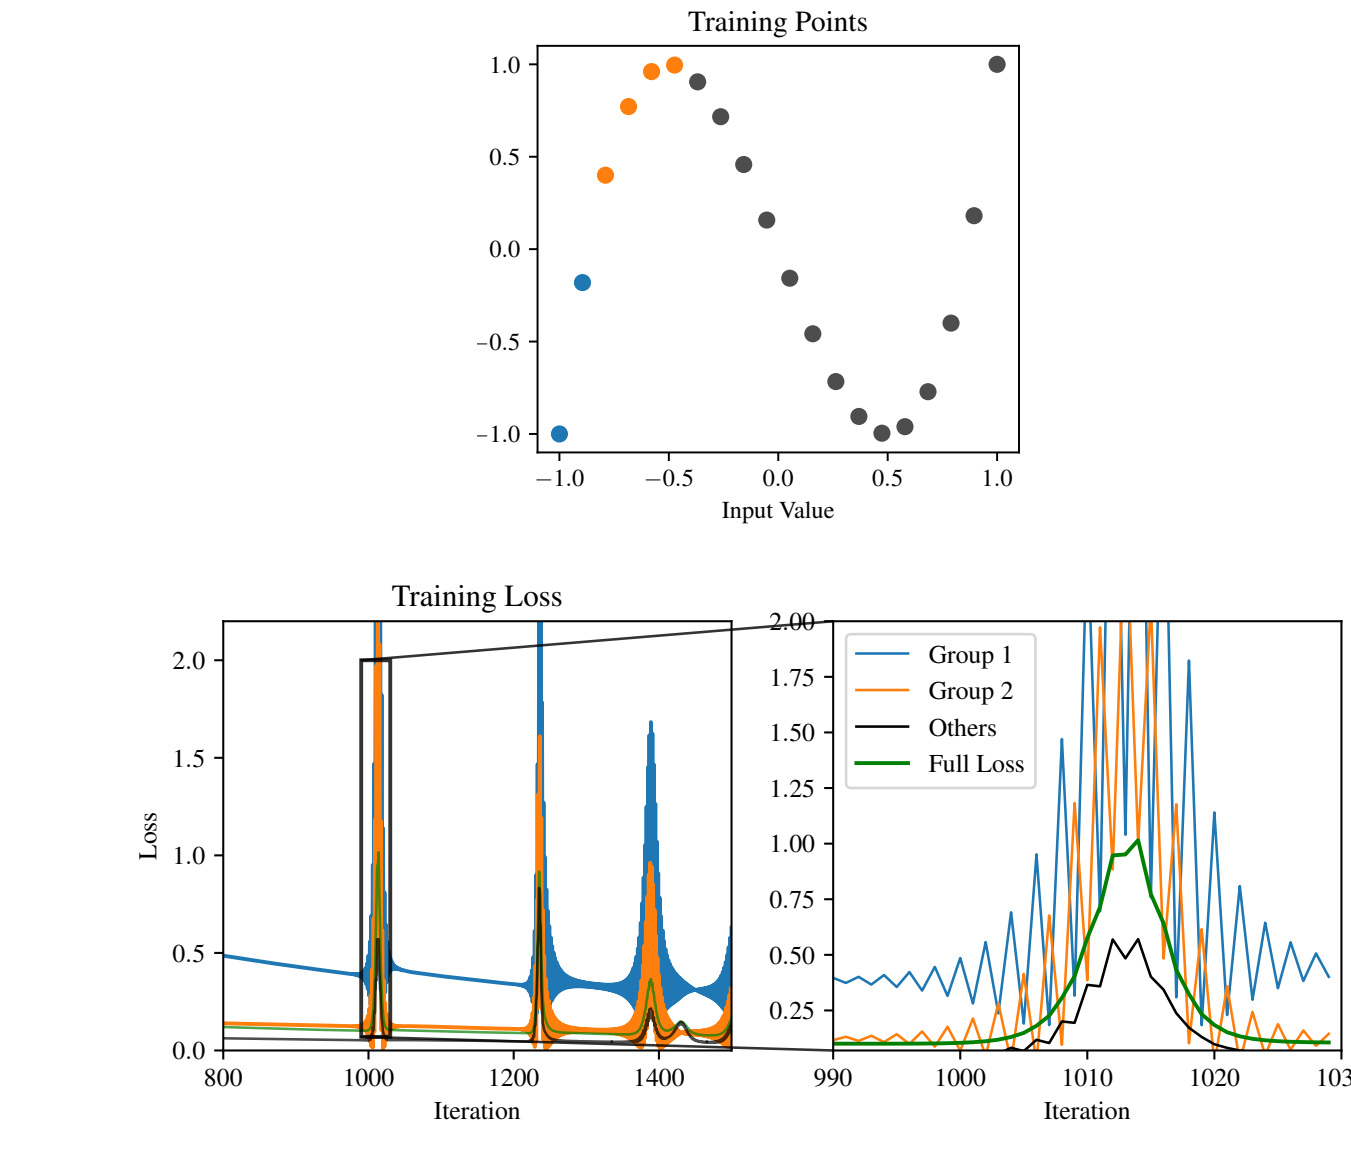 Training Points
1.0
0.5
0.0
−0.5
−1.0
−1.0 −0.5 0.0 0.5 1.0
Input Value
Training Loss
Loss
2.0
1.5
1.0
0.5
0.0
800 1000 1200 1400
Iteration
2.00
1.75
1.50
1.25
1.00
0.75
0.50
0.25
Group 1
Group 2
Others
Full Loss
990 1000 1010 1020 103
Iteration